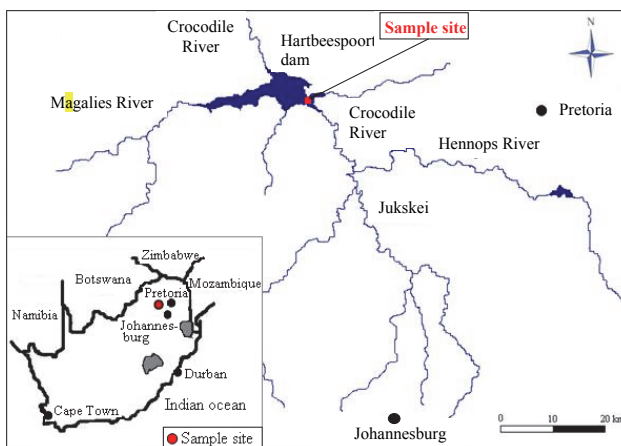 Crocodile
River
Hartbeespoort
dam
Sample site
N
Magalies River
Crocodile
River
Pretoria
Hennops River
Jukskei
Johannesburg
0 10 20 km
Zimbabwe
Botswana
Mozambique
Pretoria
Namibia
Johannes-
burg
Durban
Cape Town
Indian ocean
Sample site